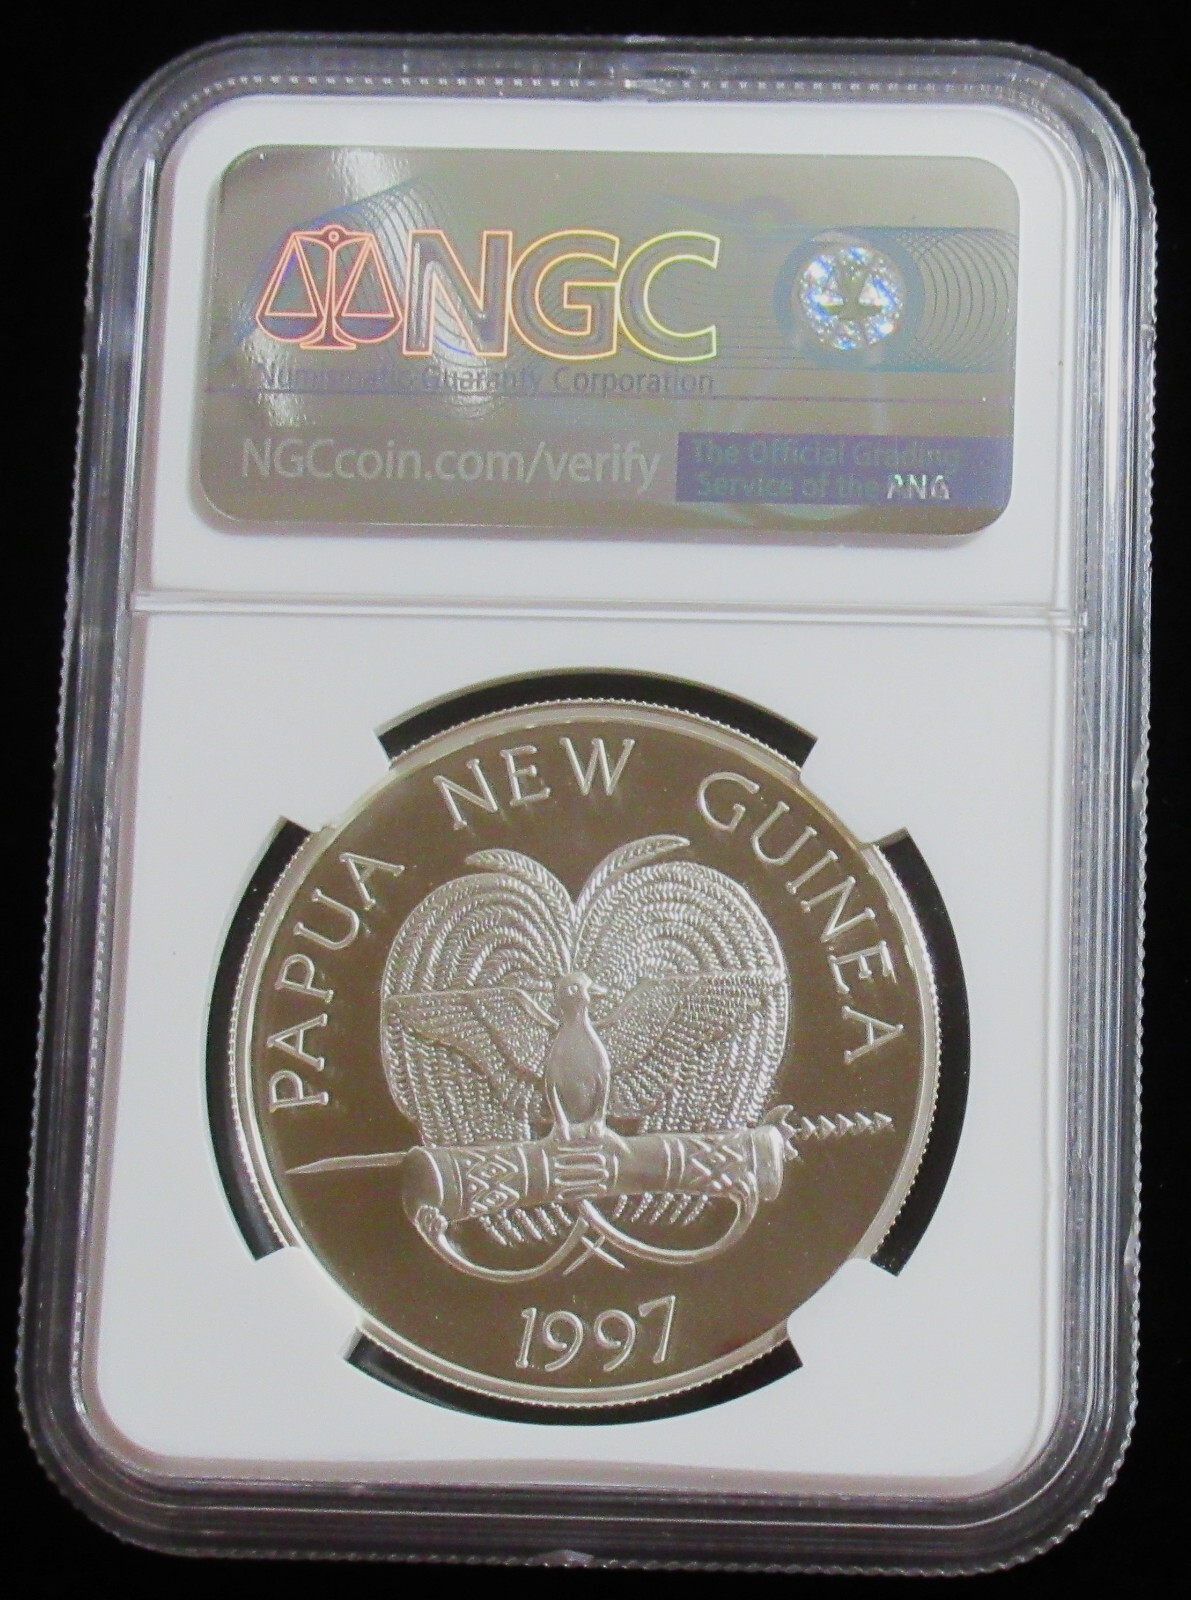 NGC
Numismatic Guaranty Corporation
NGCcoin.com/verify
The Official Grading
Service of the ANA
PAPUA NEW GUINEA
1997